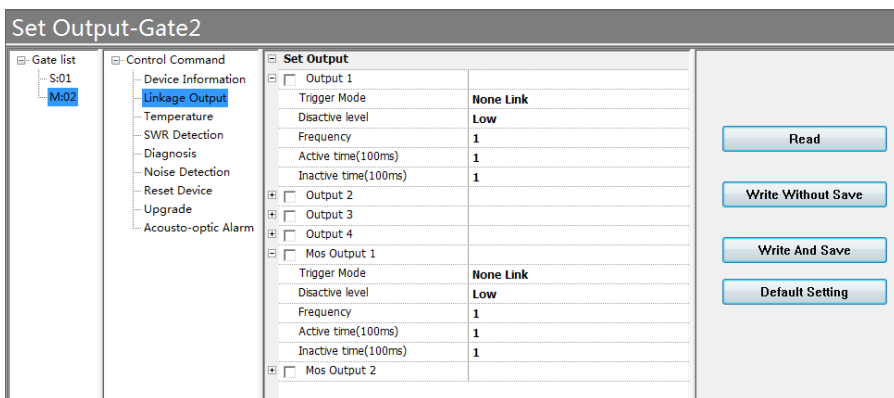 Set Output-Gate2
Gate list
S:01
M:02
Control Command
Device Information
Linkage Output
Temperature
SWR Detection
Diagnosis
Noise Detection
Reset Device
Upgrade
Acousto-optic Alarm
Set Output
Output 1
Trigger Mode None Link
Disactive level Low
Frequency 1
Active time(100ms) 1
Inactive time(100ms) 1
Output 2
Output 3
Output 4
Mos Output 1
Trigger Mode None Link
Disactive level Low
Frequency 1
Active time(100ms) 1
Inactive time(100ms) 1
Mos Output 2
Read
Write Without Save
Write And Save
Default Setting